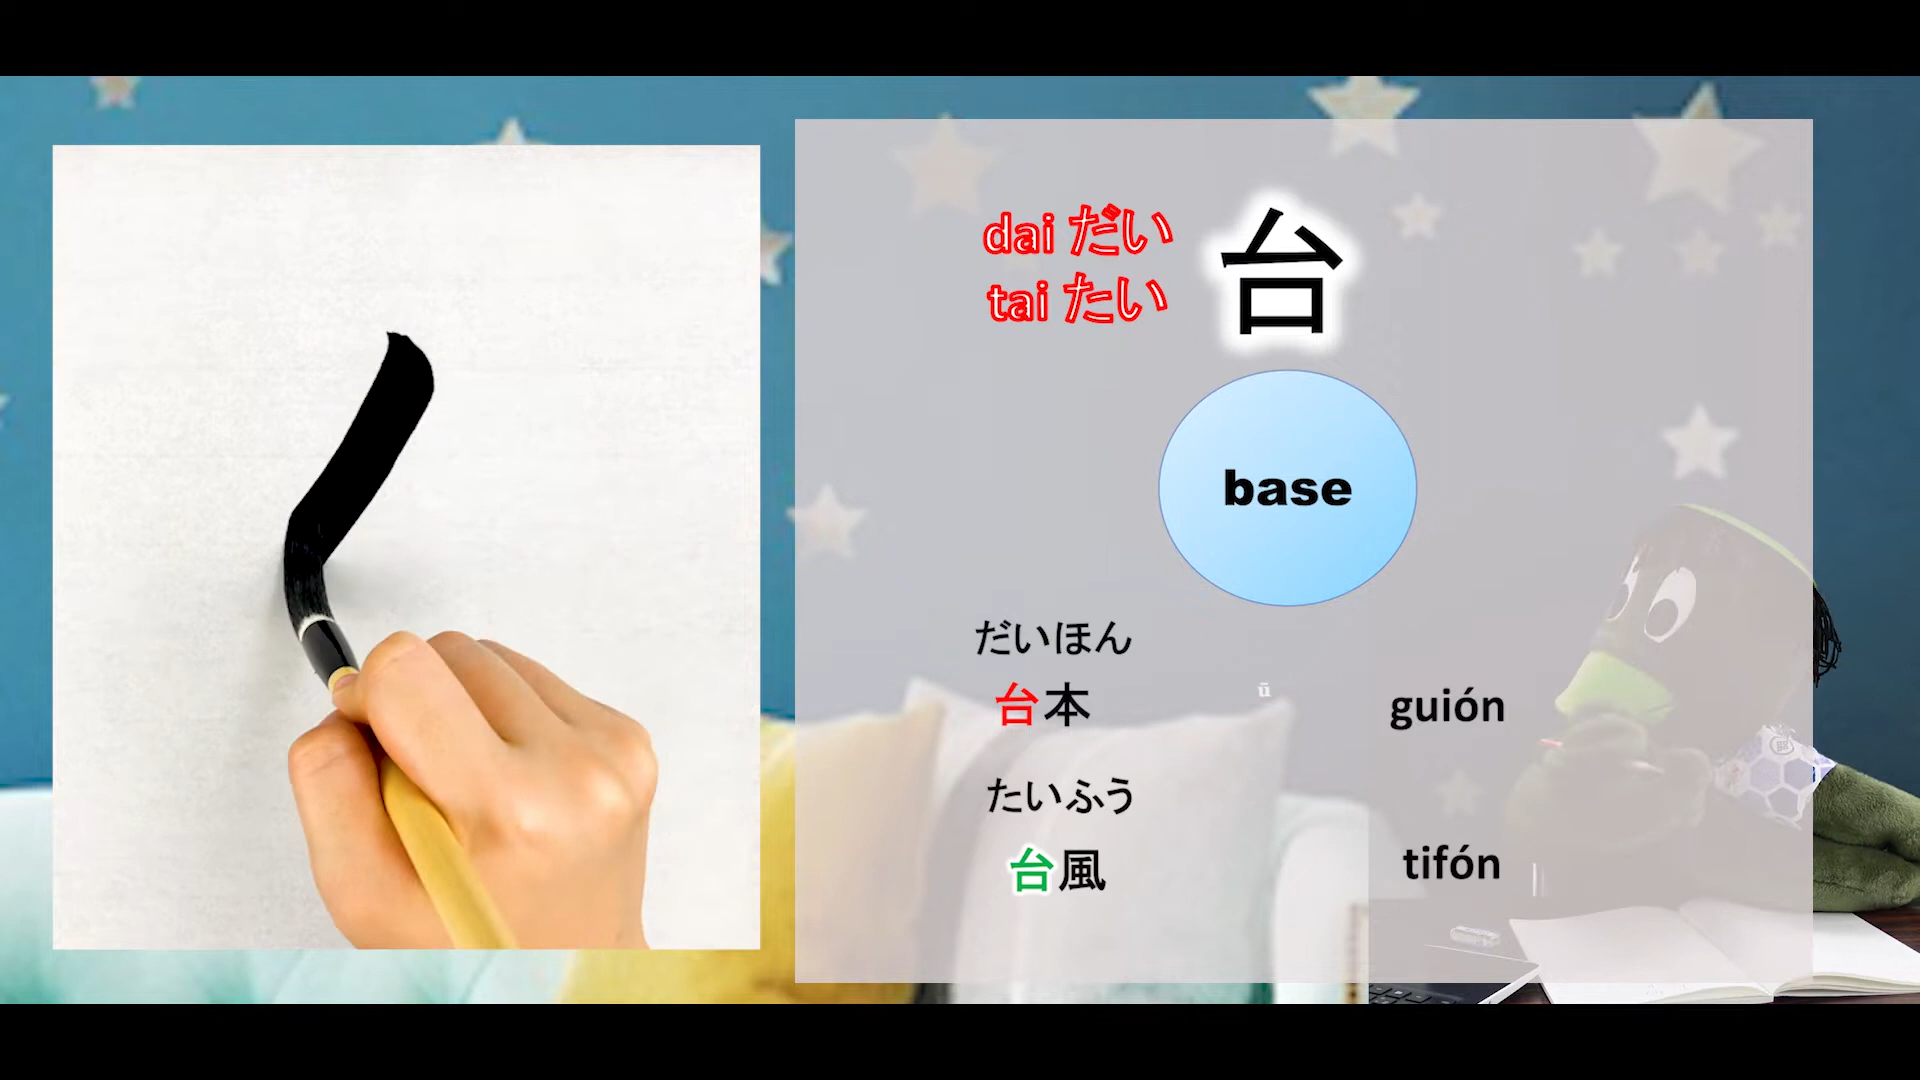 dai だい
tai たい
台
base
だいほん
台本
ū
guión
たいふう
台風
tifón